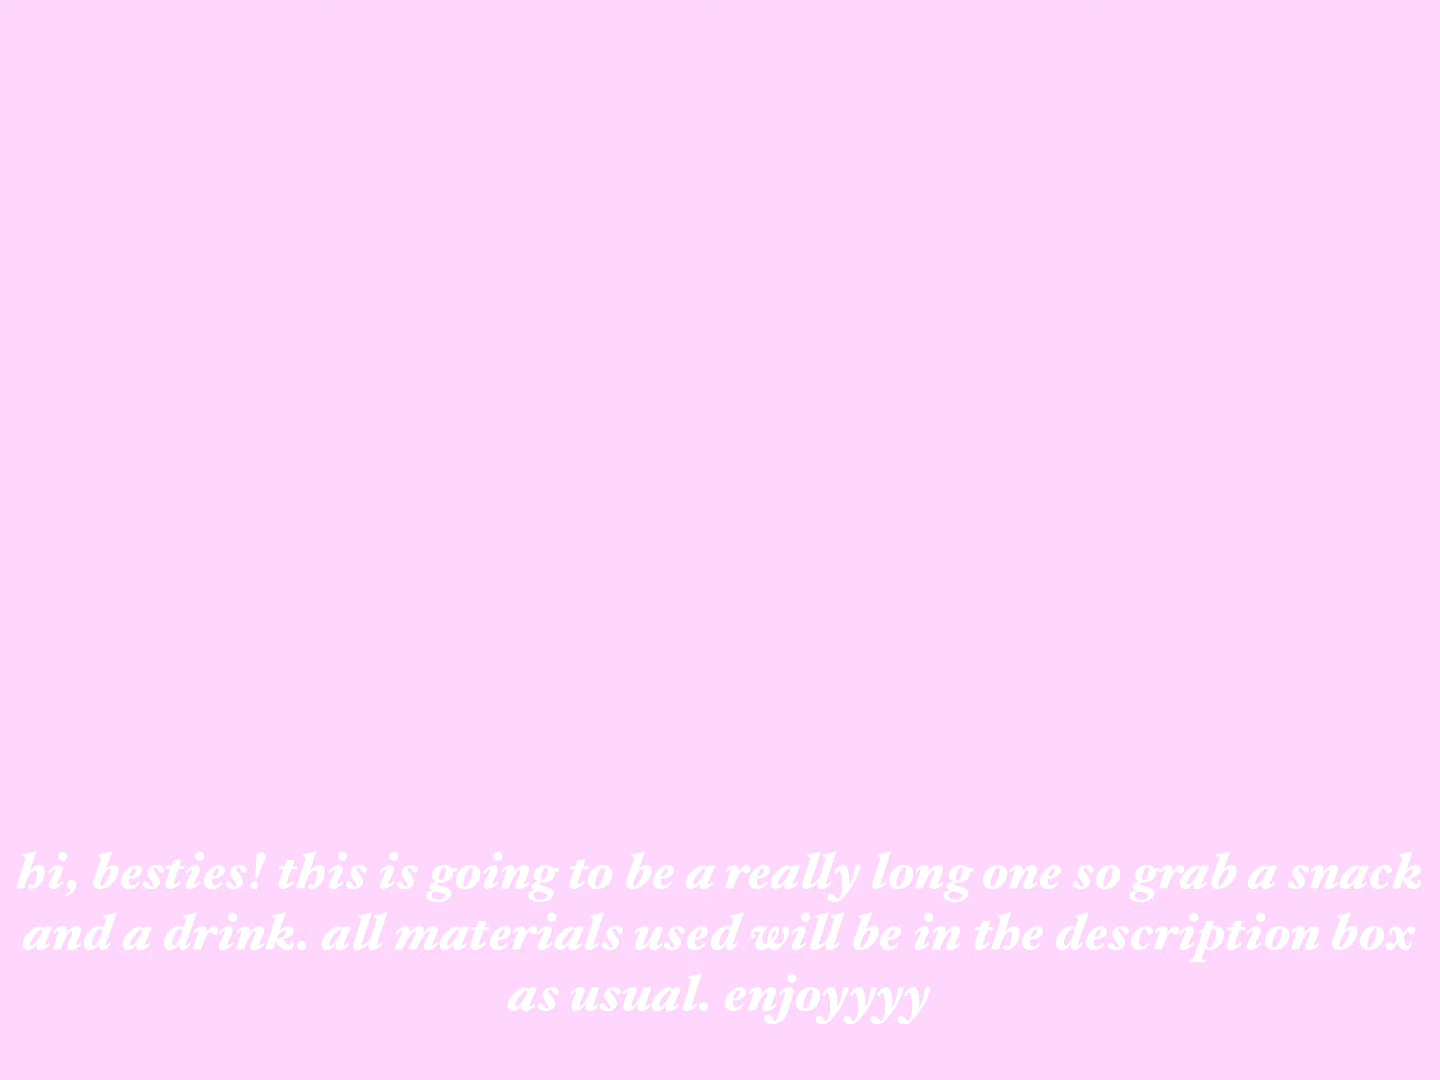 hi, besties! this is going to be a really long one so grab a snack
and a drink. all materials used will be in the description box
as usual. enjoyyyy